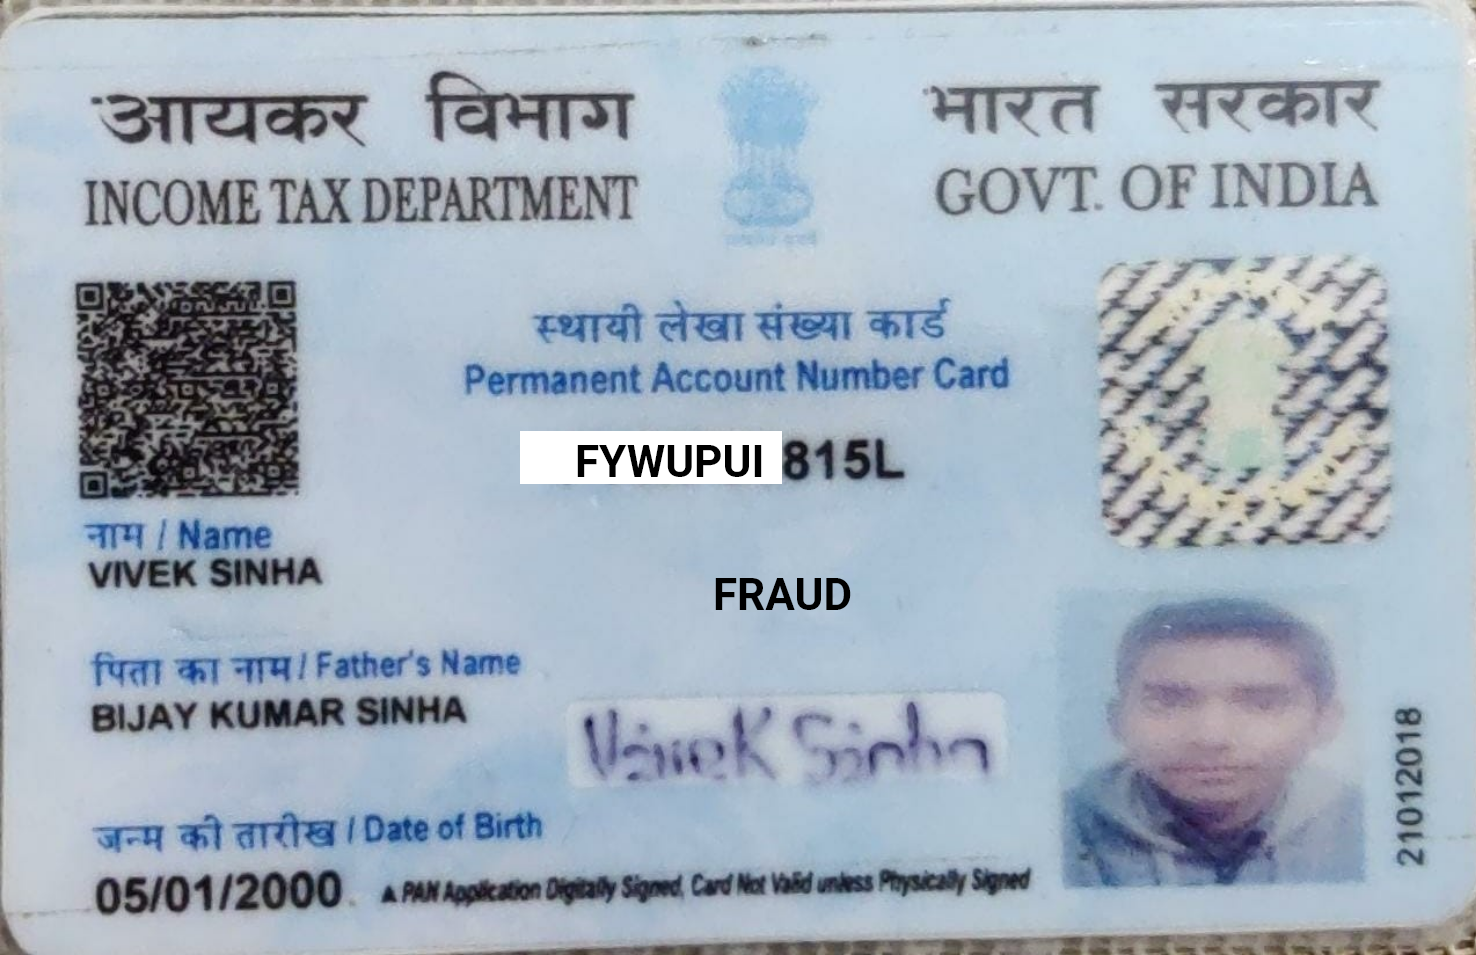 आयकर विभाग
INCOME TAX DEPARTMENT
भारत सरकार
GOVT. OF INDIA
स्थायी लेखा संख्या कार्ड
Permanent Account Number Card
FYWUPUI 815L
नाम / Name
VIVEK SINHA
FRAUD
पिता का नाम / Father's Name
BIJAY KUMAR SINHA
Vivek Sinha
जन्म की तारीख / Date of Birth
05/01/2000
PAN Application Digitally Signed, Card Not Valid unless Physically Signed
21012018